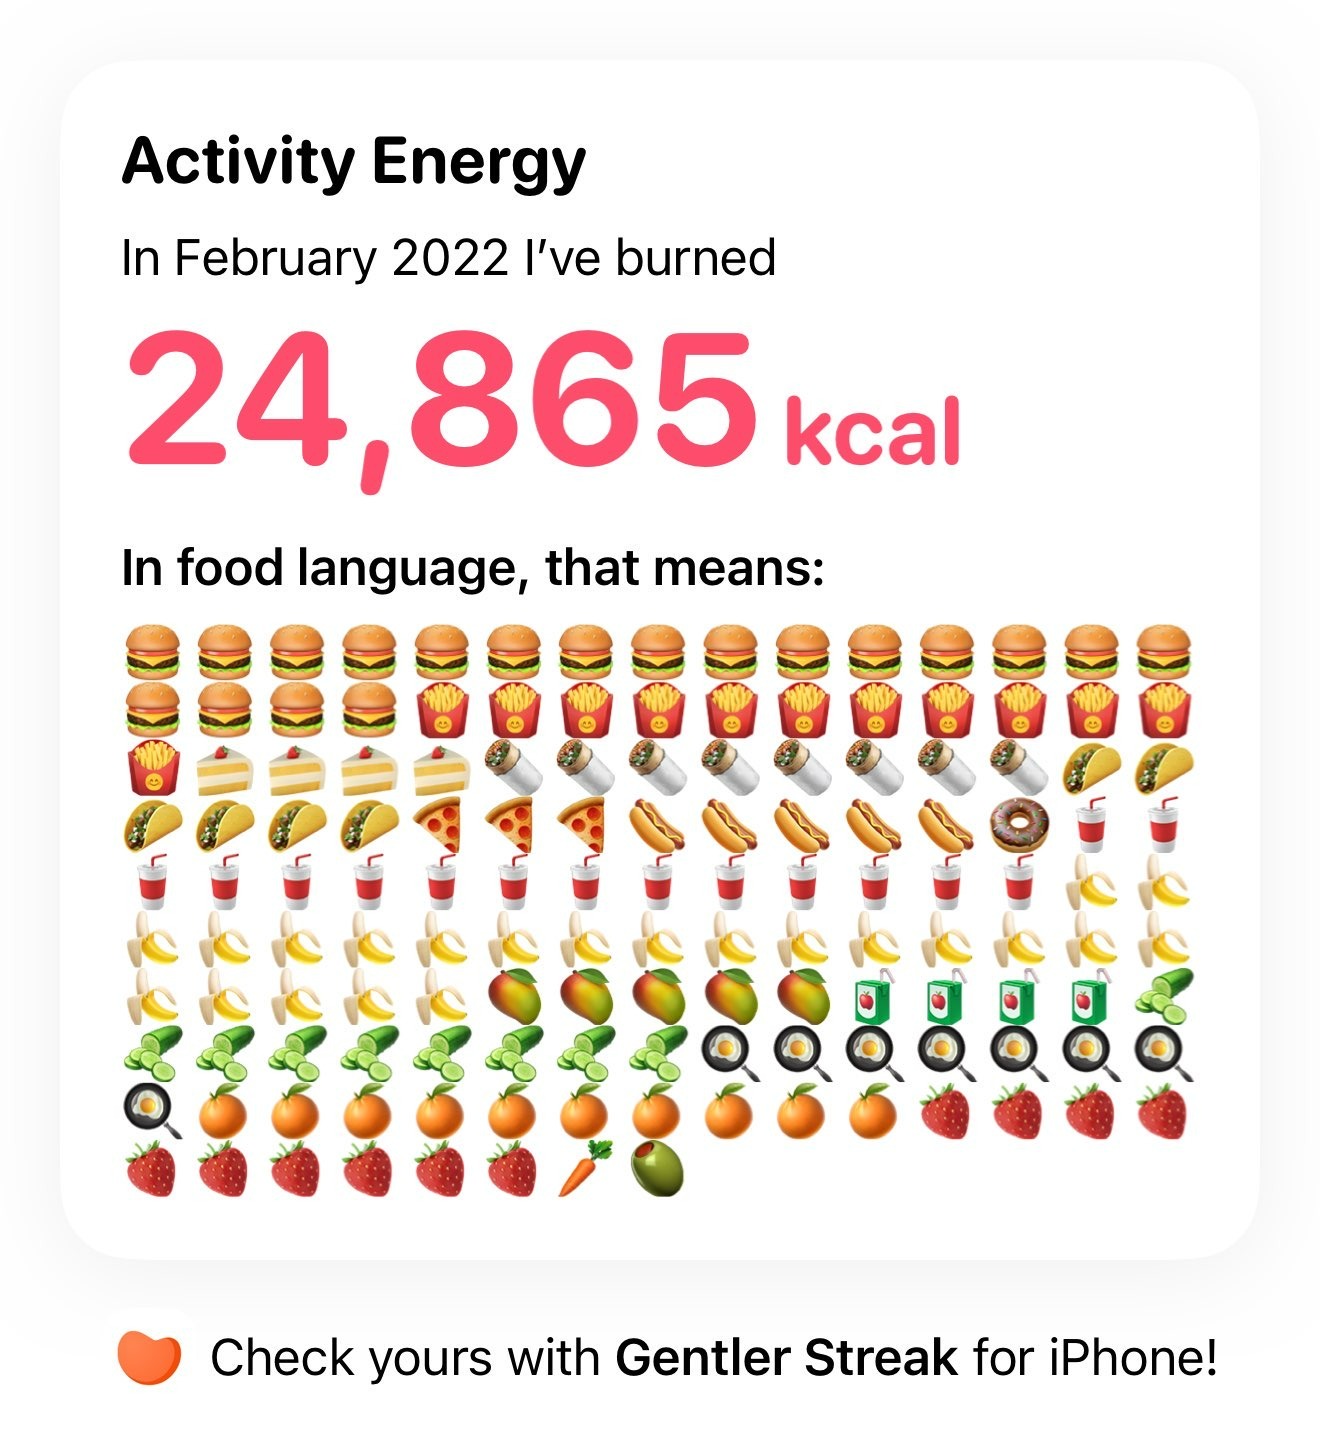 Activity Energy
In February 2022 I’ve burned
24,865 kcal
In food language, that means:
Check yours with Gentler Streak for iPhone!